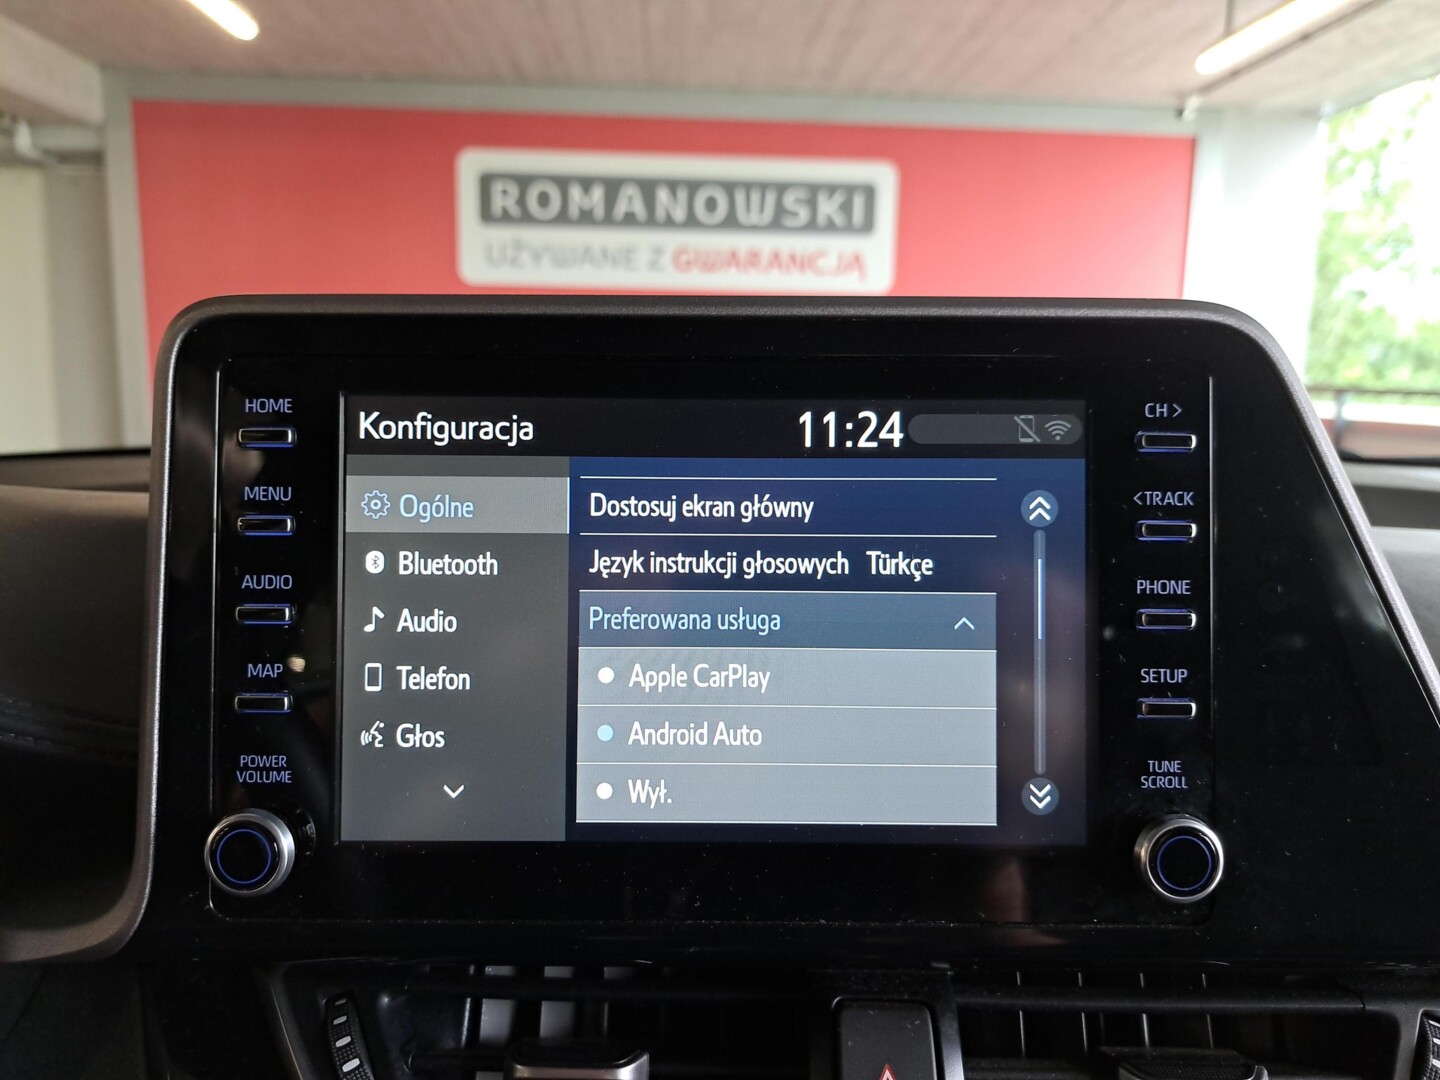 ROMANOWSKI
UŻYWANE Z GWARANCJĄ
HOME
MENU
AUDIO
MAP
POWER
VOLUME
Konfiguracja
11:24
Ogólne
Bluetooth
Audio
Telefon
Głos
Dostosuj ekran główny
Język instrukcji głosowych Türkçe
Preferowana usługa
Apple CarPlay
Android Auto
Wył.
CH >
<TRACK
PHONE
SETUP
TUNE
SCROLL